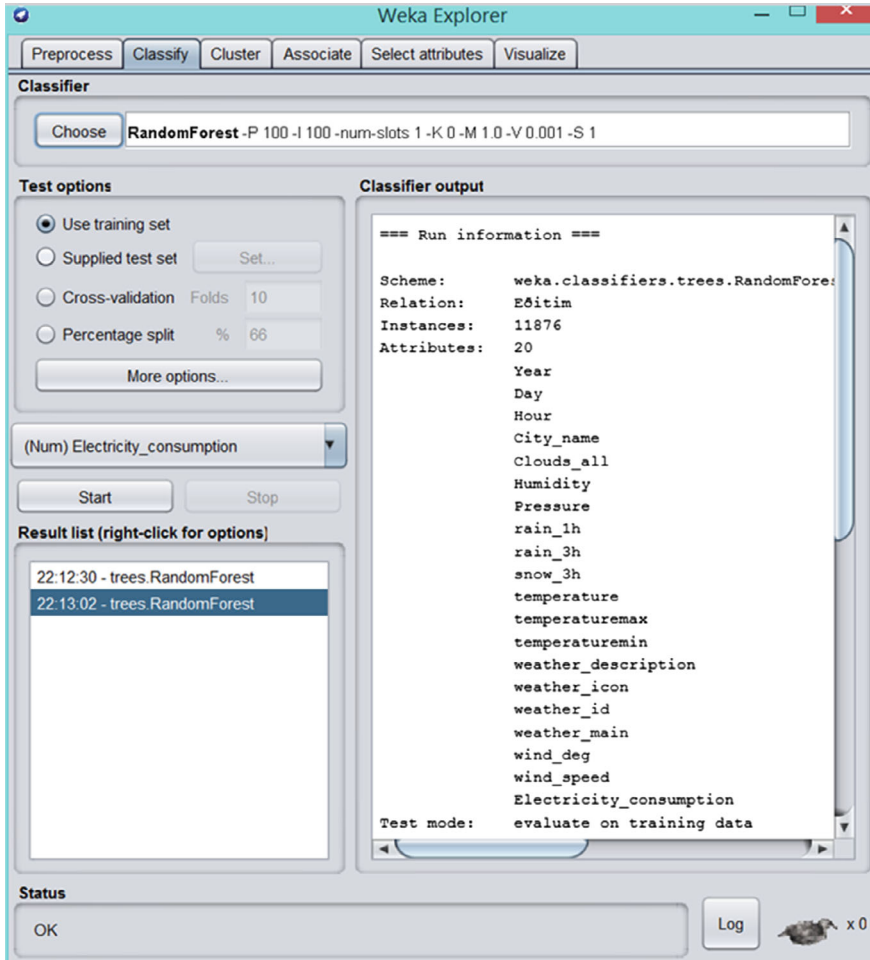 Weka Explorer
Preprocess Classify Cluster Associate Select attributes Visualize
Classifier
Choose RandomForest -P 100 -I 100 -num-slots 1 -K 0 -M 1.0 -V 0.001 -S 1
Test options
Use training set
Supplied test set Set...
Cross-validation Folds 10
Percentage split % 66
More options...
(Num) Electricity_consumption
Start Stop
Result list (right-click for options)
22:12:30 - trees.RandomForest
22:13:02 - trees.RandomForest
Classifier output
=== Run information ===
Scheme: weka.classifiers.trees.RandomFores
Relation: Eðitim
Instances: 11876
Attributes: 20
Year
Day
Hour
City_name
Clouds_all
Humidity
Pressure
rain_1h
rain_3h
snow_3h
temperature
temperaturemax
temperaturemin
weather_description
weather_icon
weather_id
weather_main
wind_deg
wind_speed
Electricity_consumption
Test mode: evaluate on training data
Status
OK
Log x 0